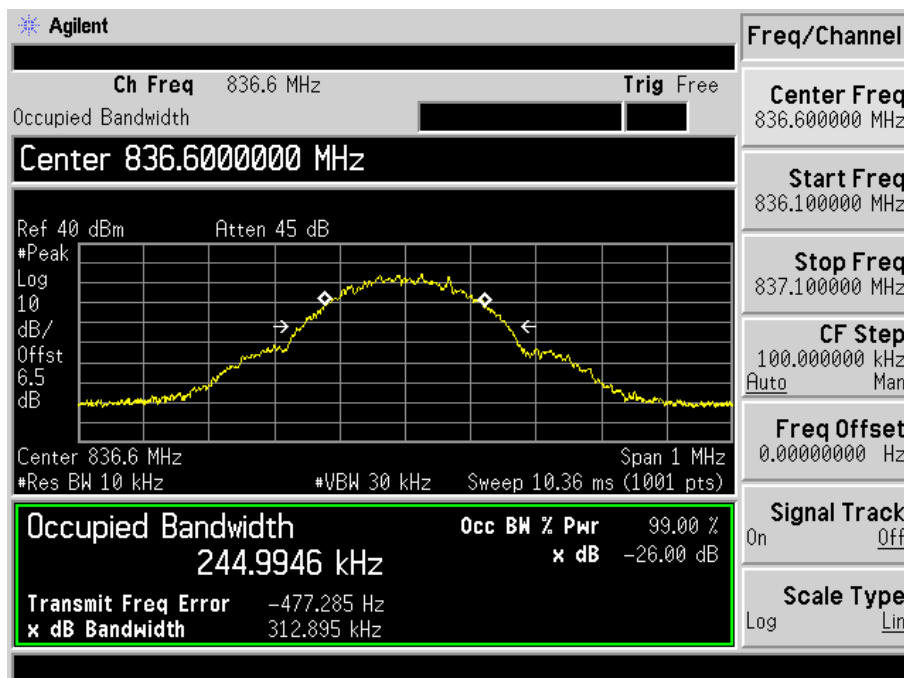 Agilent
Ch Freq 836.6 MHz Trig Free
Occupied Bandwidth
Center 836.6000000 MHz
Ref 40 dBm Atten 45 dB
#Peak
Log
10
dB/
Offst
6.5
dB
Center 836.6 MHz Span 1 MHz
#Res BW 10 kHz #VBW 30 kHz Sweep 10.36 ms (1001 pts)
Occupied Bandwidth
244.9946 kHz
Occ BW % Pwr 99.00 %
x dB -26.00 dB
Transmit Freq Error -477.285 Hz
x dB Bandwidth 312.895 kHz
Freq/Channel
Center Freq
836.600000 MHz
Start Freq
836.100000 MHz
Stop Freq
837.100000 MHz
CF Step
100.000000 kHz
Auto Man
Freq Offset
0.00000000 Hz
Signal Track
On Off
Scale Type
Log Lin